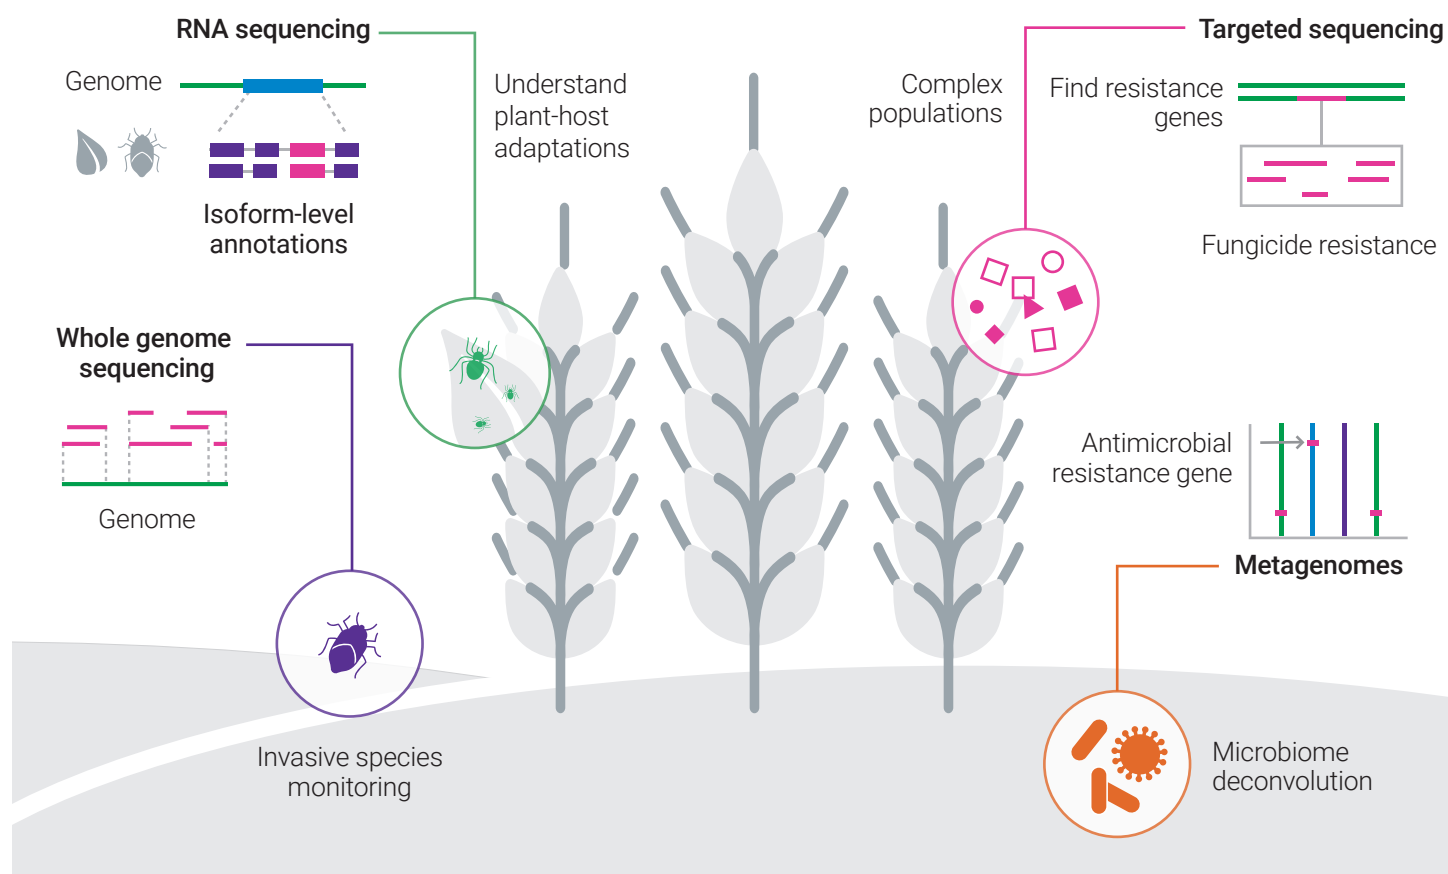 RNA sequencing
Genome
Isoform-level
annotations
Understand
plant-host
adaptations
Complex
populations
Targeted sequencing
Find resistance
genes
Fungicide resistance
Whole genome
sequencing
Genome
Invasive species
monitoring
Antimicrobial
resistance gene
Metagenomes
Microbiome
deconvolution